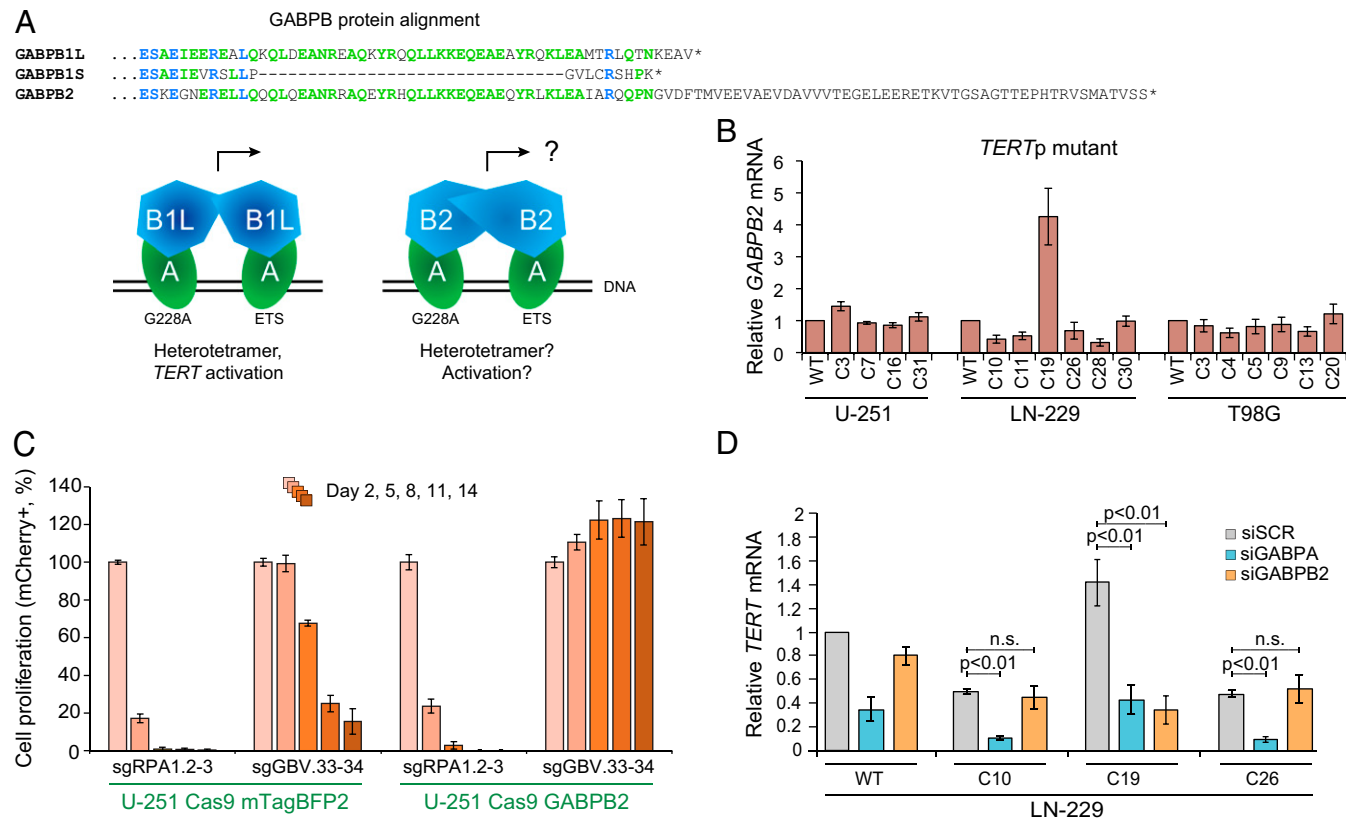 A
GABPB protein alignment
GABPB1L ...ESAEIEEREALQKQLDEANREAQKYRQQLLKKEQEAEAYRQKLEAMTRLQTNKEAV*
GABPB1S ...ESAEIEVRSLLP------------------------------GVLCRSHPK*
GABPB2 ...ESKEGNERELLQQQLQEANRRAQEYRHQLLKKEQEAEQYRLKLEAIARQQPNGVDFTMVEEVAEVDAVVVTEGELEERETKVTGSAGTTEPHTRVSMATVSS*
B1L B1L
A A
G228A ETS
Heterotetramer,
TERT activation
?
B2 B2
A A
DNA
G228A ETS
Heterotetramer?
Activation?
B
TERTp mutant
Relative GABPB2 mRNA
6
5
4
3
2
1
0
WT C3 C7 C16 C31
U-251
WT C10 C11 C19 C26 C28 C30
LN-229
WT C3 C4 C5 C9 C13 C20
T98G
C
Cell proliferation (mCherry+, %)
Day 2, 5, 8, 11, 14
140
120
100
80
60
40
20
0
sgRPA1.2-3 sgGBV.33-34 sgRPA1.2-3 sgGBV.33-34
U-251 Cas9 mTagBFP2 U-251 Cas9 GABPB2
D
Relative TERT mRNA
2
1.8
1.6
1.4
1.2
1
0.8
0.6
0.4
0.2
0
siSCR
siGABPA
siGABPB2
n.s.
p<0.01
p<0.01
p<0.01
n.s.
p<0.01
WT C10 C19 C26
LN-229